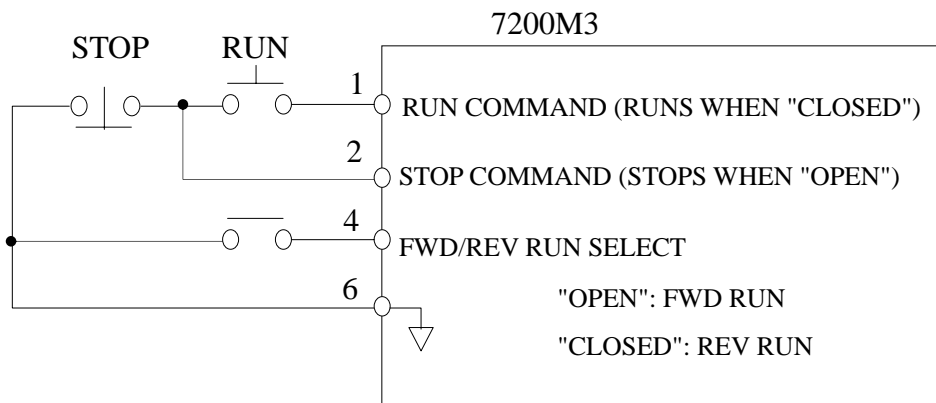 7200M3
STOP RUN
1 RUN COMMAND (RUNS WHEN "CLOSED")
2 STOP COMMAND (STOPS WHEN "OPEN")
4 FWD/REV RUN SELECT
6 "OPEN": FWD RUN
"CLOSED": REV RUN